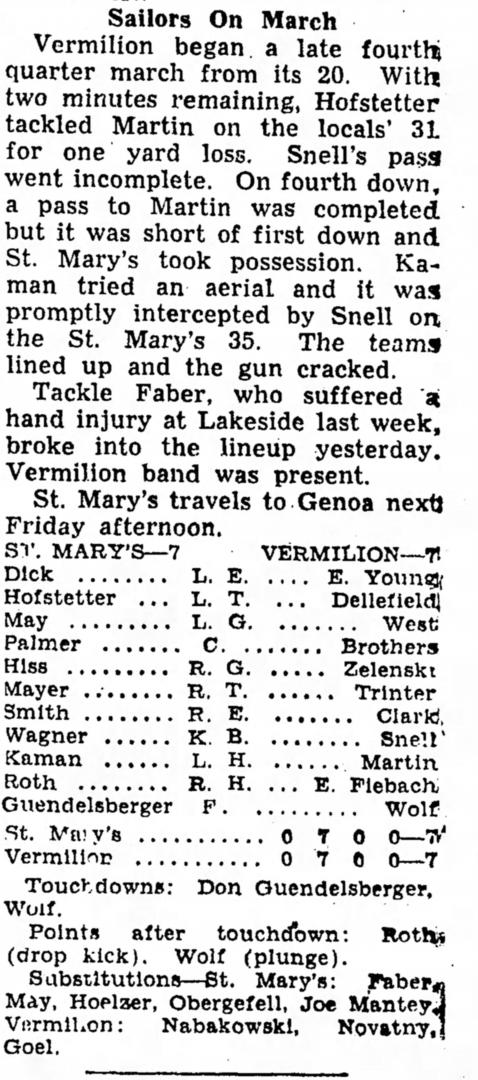 Sailors On March
Vermilion began a late fourth
quarter march from its 20. With
two minutes remaining, Hofstetter
tackled Martin on the locals' 31
for one yard loss. Snell's pass
went incomplete. On fourth down,
a pass to Martin was completed
but it was short of first down and
St. Mary's took possession. Ka-
man tried an aerial and it was
promptly intercepted by Snell on
the St. Mary's 35. The teams
lined up and the gun cracked.
Tackle Faber, who suffered a
hand injury at Lakeside last week,
broke into the lineup yesterday.
Vermilion band was present.
St. Mary's travels to Genoa next
Friday afternoon.
ST. MARY'S—7 VERMILION—7
Dick ........ L. E. .... E. Young
Hofstetter ... L. T. ... Dellefield
May ......... L. G. ....... West
Palmer ....... C. ....... Brothers
Hiss ........ R. G. ..... Zelenski
Mayer ....... R. T. ...... Trinter
Smith ........ R. E. ....... Clark
Wagner ...... K. B. ........ Snell
Kaman ...... L. H. ...... Martin
Roth ........ R. H. ... E. Fiebach
Guendelsberger F. ......... Wolf
St. Mary's ........... 0 7 0 0—7
Vermilion ........... 0 7 0 0—7
Touchdowns: Don Guendelsberger,
Wolf.
Points after touchdown: Roth
(drop kick). Wolf (plunge).
Substitutions—St. Mary's: Faber,
May, Hoelzer, Obergefell, Joe Mantey.
Vermilion: Nabakowski, Novatny,
Goel.